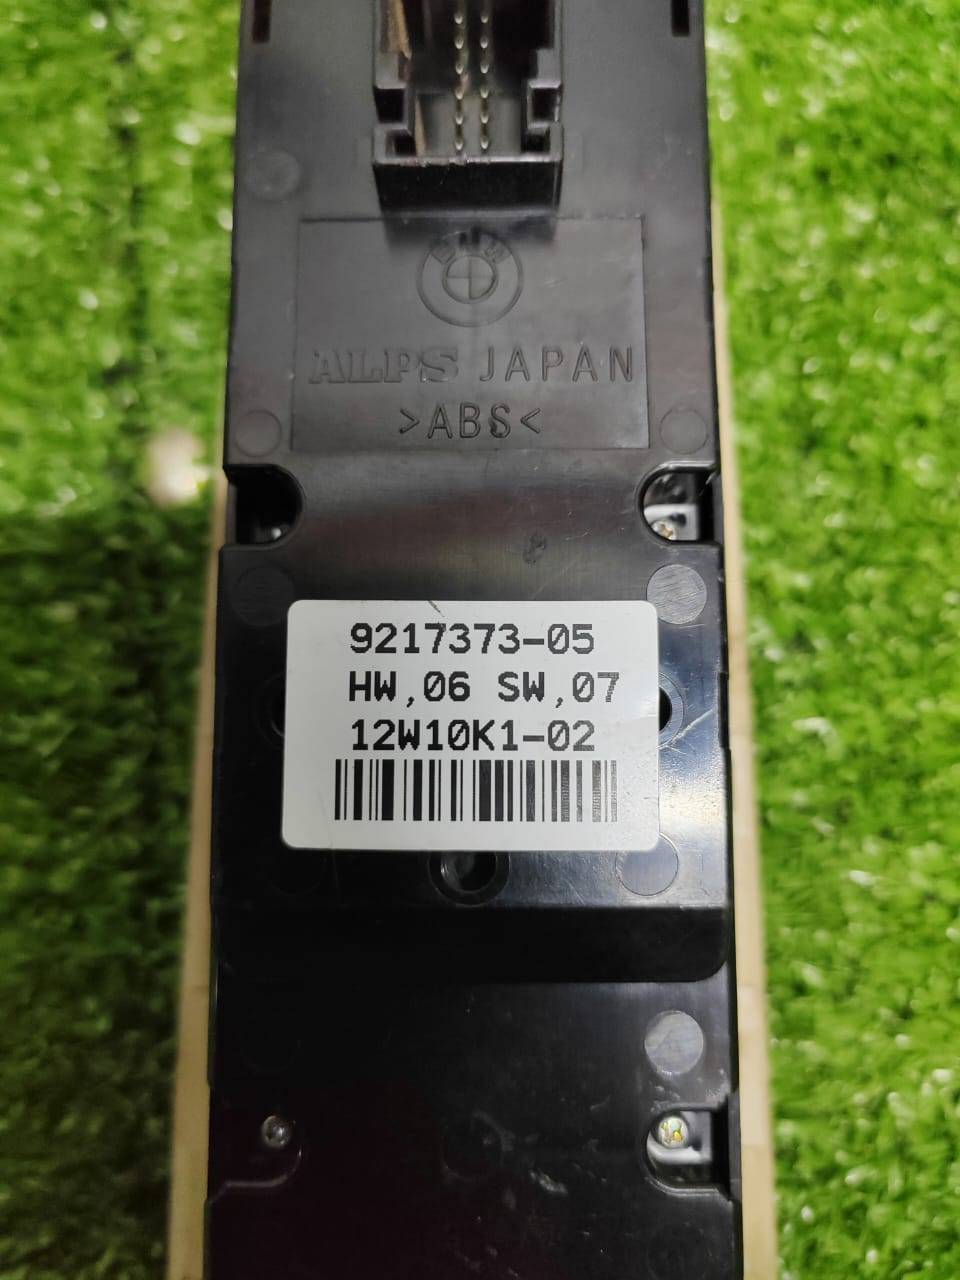 BMW
ALPS JAPAN
>ABS<
9217373-05
HW,06 SW,07
12W10K1-02